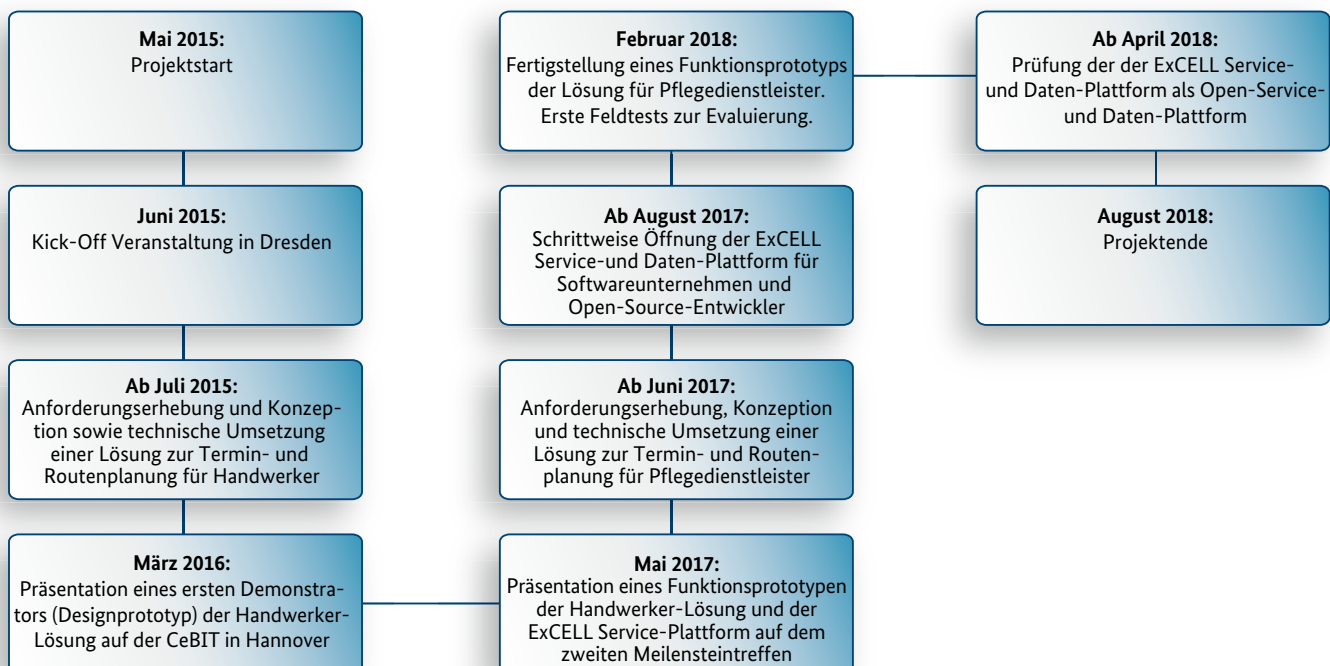 Mai 2015:
Projektstart
Juni 2015:
Kick-Off Veranstaltung in Dresden
Ab Juli 2015:
Anforderungserhebung und Konzep-
tion sowie technische Umsetzung
einer Lösung zur Termin- und
Routenplanung für Handwerker
März 2016:
Präsentation eines ersten Demonstra-
tors (Designprototyp) der Handwerker-
Lösung auf der CeBIT in Hannover
Mai 2017:
Präsentation eines Funktionsprototypen
der Handwerker-Lösung und der
ExCELL Service-Plattform auf dem
zweiten Meilensteintreffen
Ab Juni 2017:
Anforderungserhebung, Konzeption
und technische Umsetzung einer
Lösung zur Termin- und Routen-
planung für Pflegedienstleister
Ab August 2017:
Schrittweise Öffnung der ExCELL
Service-und Daten-Plattform für
Softwareunternehmen und
Open-Source-Entwickler
Februar 2018:
Fertigstellung eines Funktionsprototyps
der Lösung für Pflegedienstleister.
Erste Feldtests zur Evaluierung.
Ab April 2018:
Prüfung der der ExCELL Service-
und Daten-Plattform als Open-Service-
und Daten-Plattform
August 2018:
Projektende